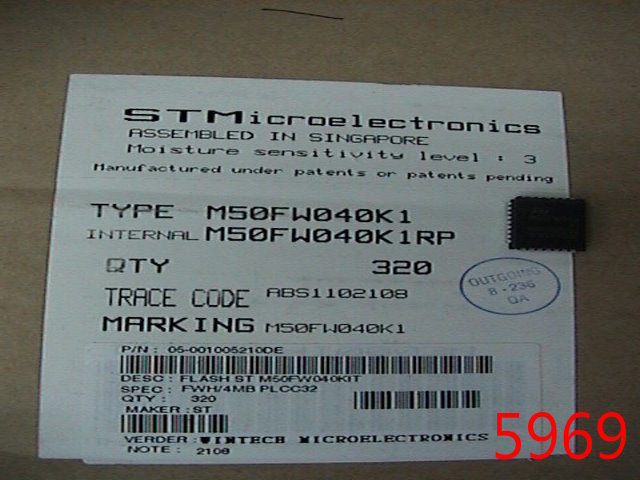 STMicroelectronics
ASSEMBLED IN SINGAPORE
Moisture sensitivity level : 3
Manufactured under patents or patents pending
TYPE M50FW040K1
INTERNAL M50FW040K1RP
QTY 320
TRACE CODE ABS1102108
MARKING M50FW040K1
OUTGOING
8 - 236
QA
P/N : 05-001005210DE
DESC : FLASH ST M50FW040KIT
SPEC : FWH/4MB PLCC32
QTY : 320
MAKER : ST
VERDER : WINTECH MICROELECTRONICS
NOTE : 2108
5969